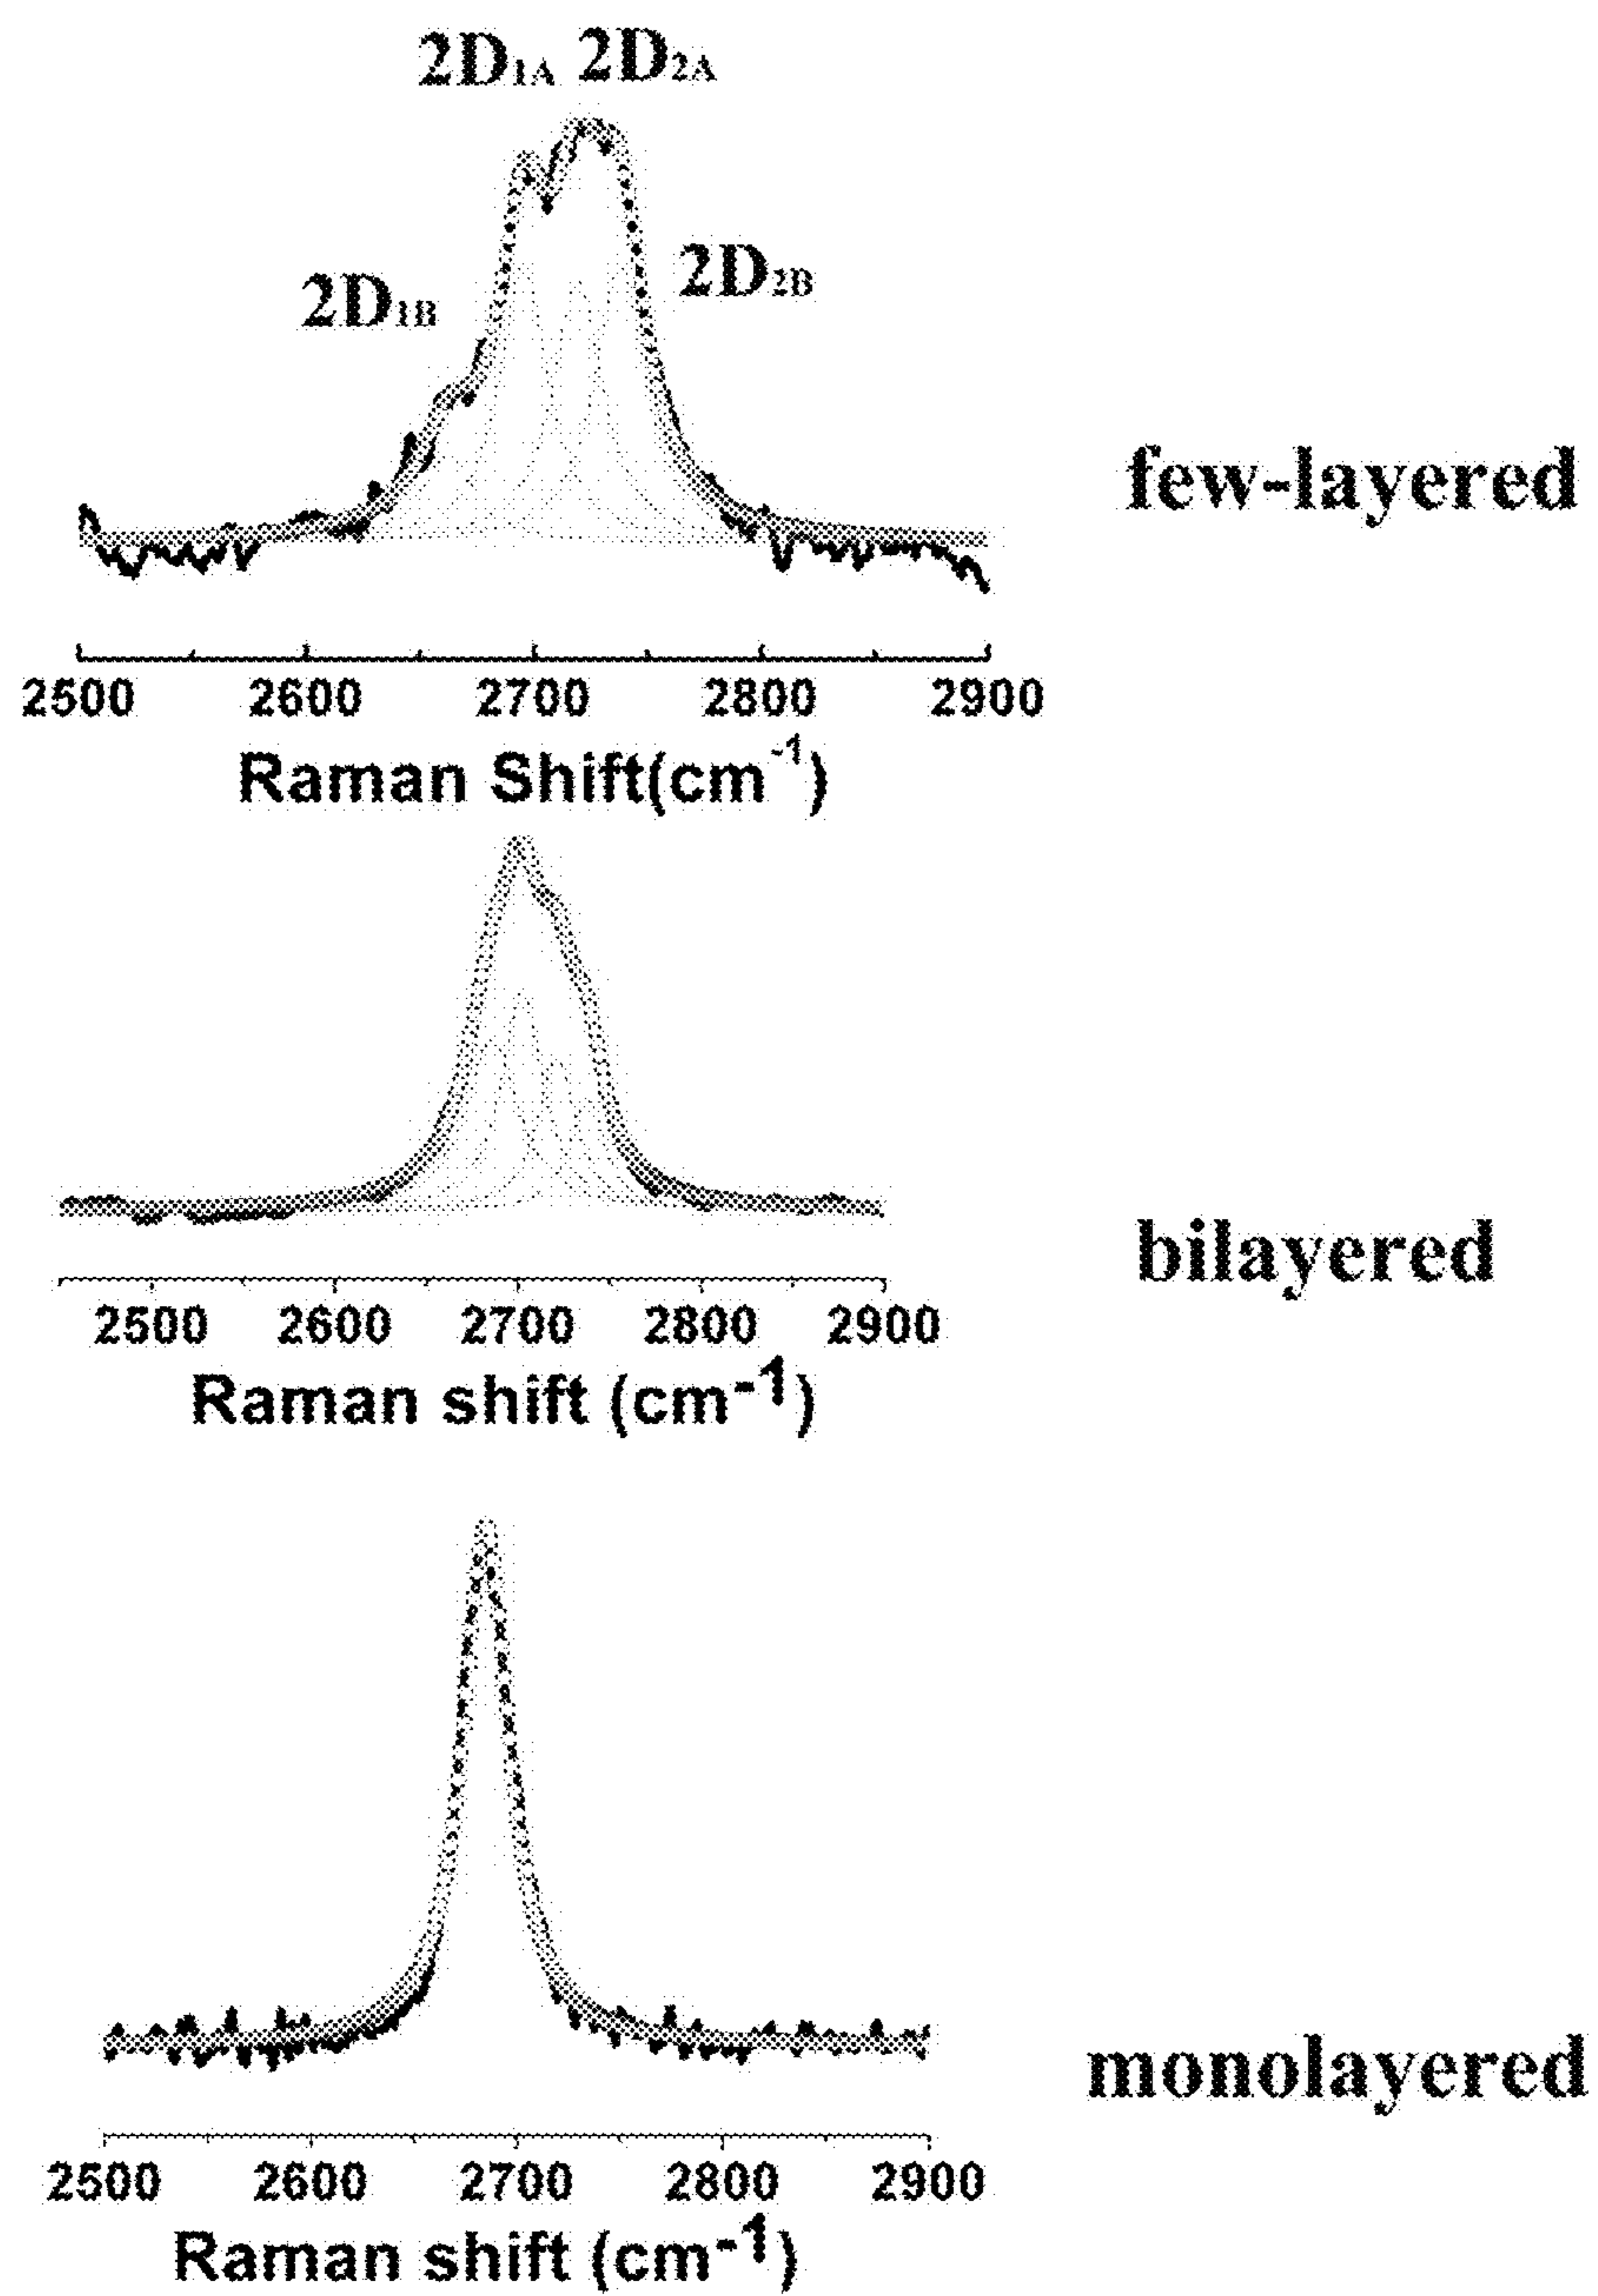 2D1A 2D2A
2D1B
2D2B
few-layered
2500 2600 2700 2800 2900
Raman Shift(cm-1)
bilayered
2500 2600 2700 2800 2900
Raman shift (cm-1)
monolayered
2500 2600 2700 2800 2900
Raman shift (cm-1)